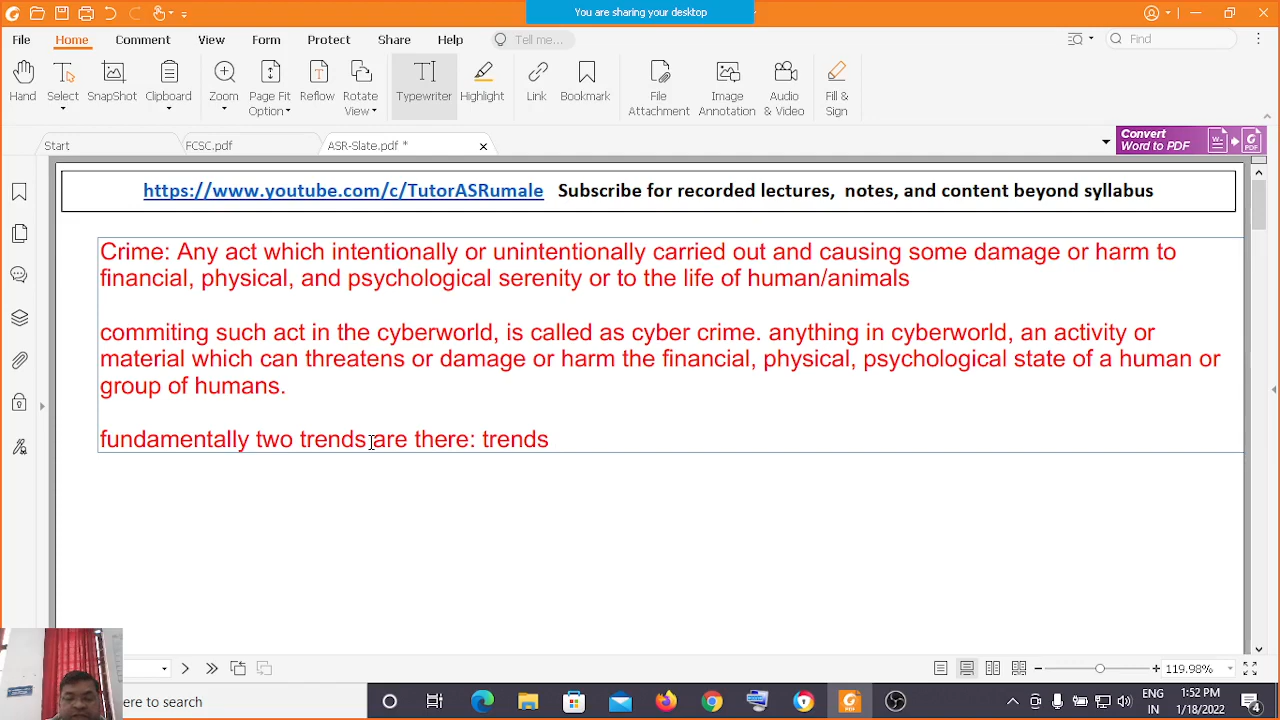 You are sharing your desktop
File Home Comment View Form Protect Share Help Tell me... Find
Hand Select SnapShot Clipboard Zoom Page Fit Option Reflow Rotate View Typewriter Highlight Link Bookmark File Attachment Image Annotation Audio & Video Fill & Sign
Start FCSC.pdf ASR-Slate.pdf * Convert Word to PDF
https://www.youtube.com/c/TutorASRumale Subscribe for recorded lectures, notes, and content beyond syllabus
Crime: Any act which intentionally or unintentionally carried out and causing some damage or harm to
financial, physical, and psychological serenity or to the life of human/animals
commiting such act in the cyberworld, is called as cyber crime. anything in cyberworld, an activity or
material which can threatens or damage or harm the financial, physical, psychological state of a human or
group of humans.
fundamentally two trends are there: trends
119.98%
here to search ENG IN 1:52 PM 1/18/2022 4